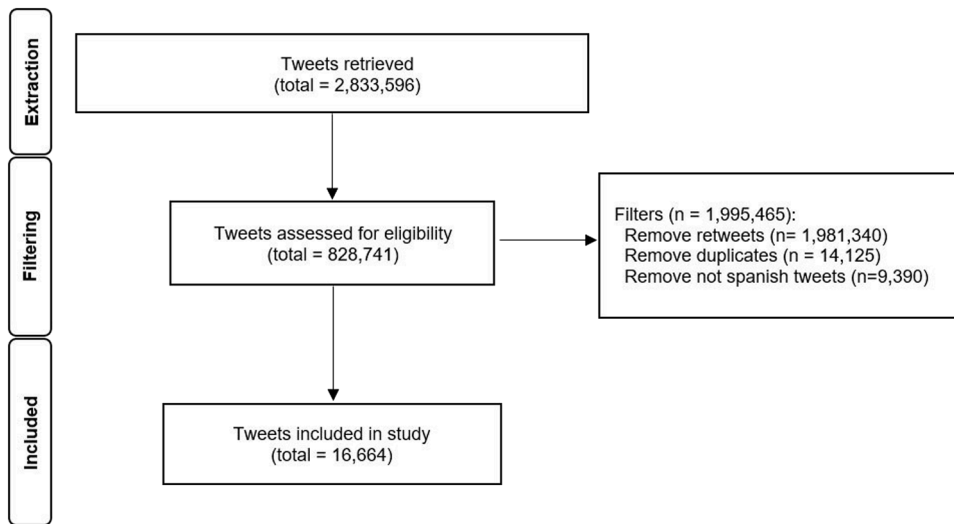 Extraction
Tweets retrieved
(total = 2,833,596)
Filtering
Tweets assessed for eligibility
(total = 828,741)
Filters (n = 1,995,465):
Remove retweets (n= 1,981,340)
Remove duplicates (n = 14,125)
Remove not spanish tweets (n=9,390)
Included
Tweets included in study
(total = 16,664)